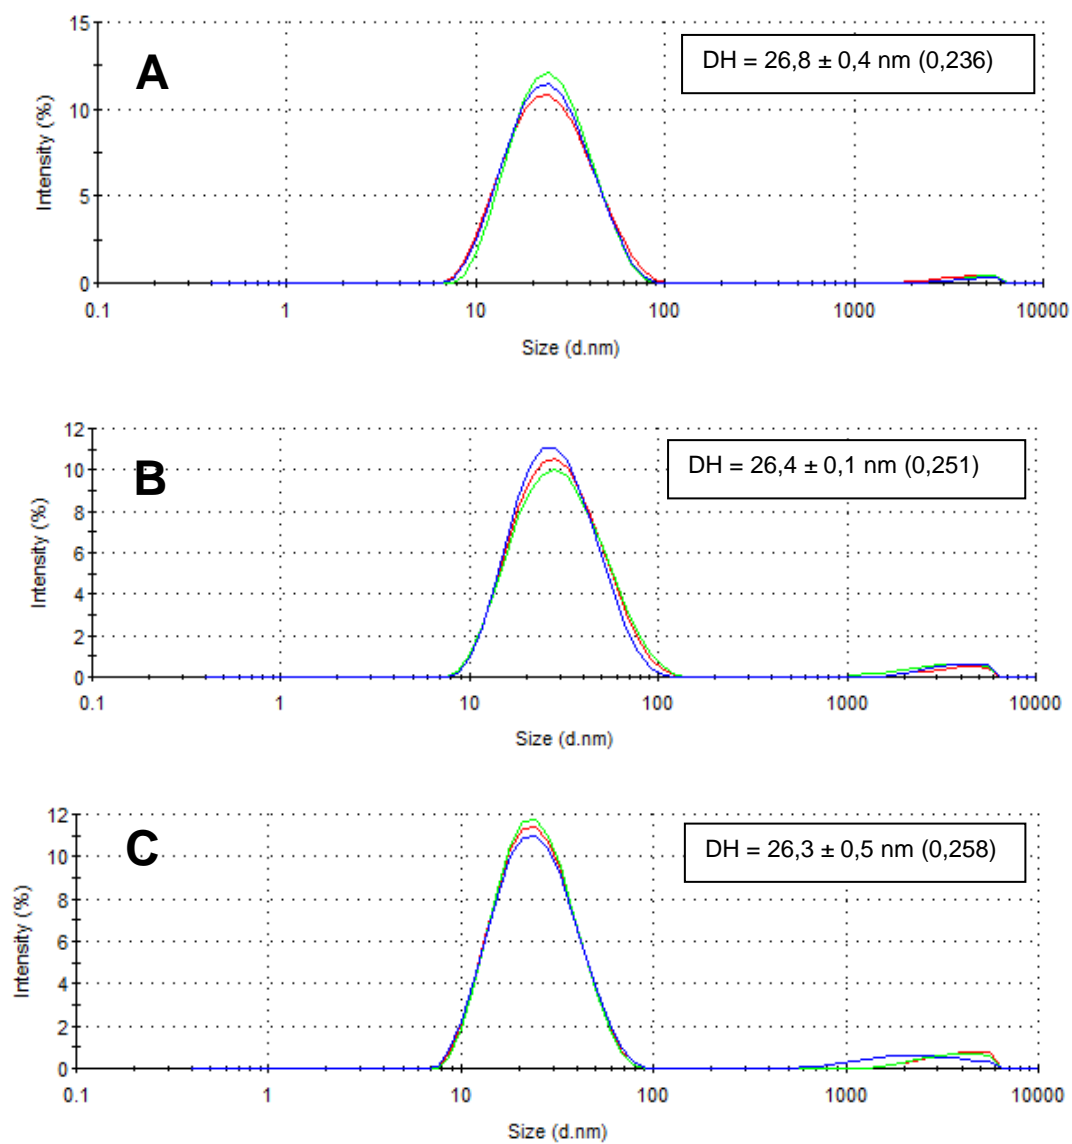 15
A
DH = 26,8 ± 0,4 nm (0,236)
10
Intensity (%)
5
0
0.1 1 10 100 1000 10000
Size (d.nm)
12
B
DH = 26,4 ± 0,1 nm (0,251)
10
8
Intensity (%)
6
4
2
0
0.1 1 10 100 1000 10000
Size (d.nm)
12
C
DH = 26,3 ± 0,5 nm (0,258)
10
8
Intensity (%)
6
4
2
0
0.1 1 10 100 1000 10000
Size (d.nm)